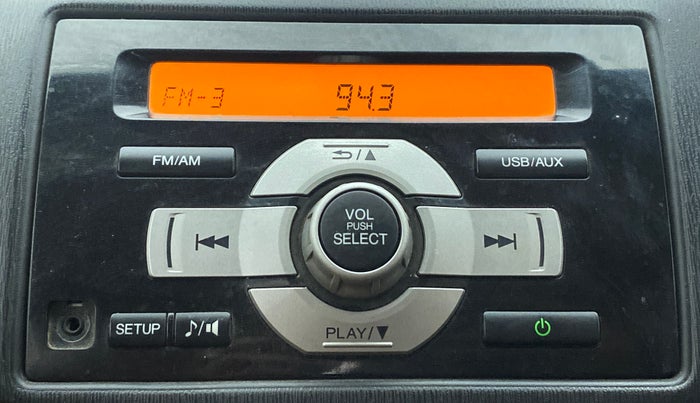 FM-3 94.3
FM/AM
USB/AUX
VOL
PUSH
SELECT
SETUP
PLAY/▼